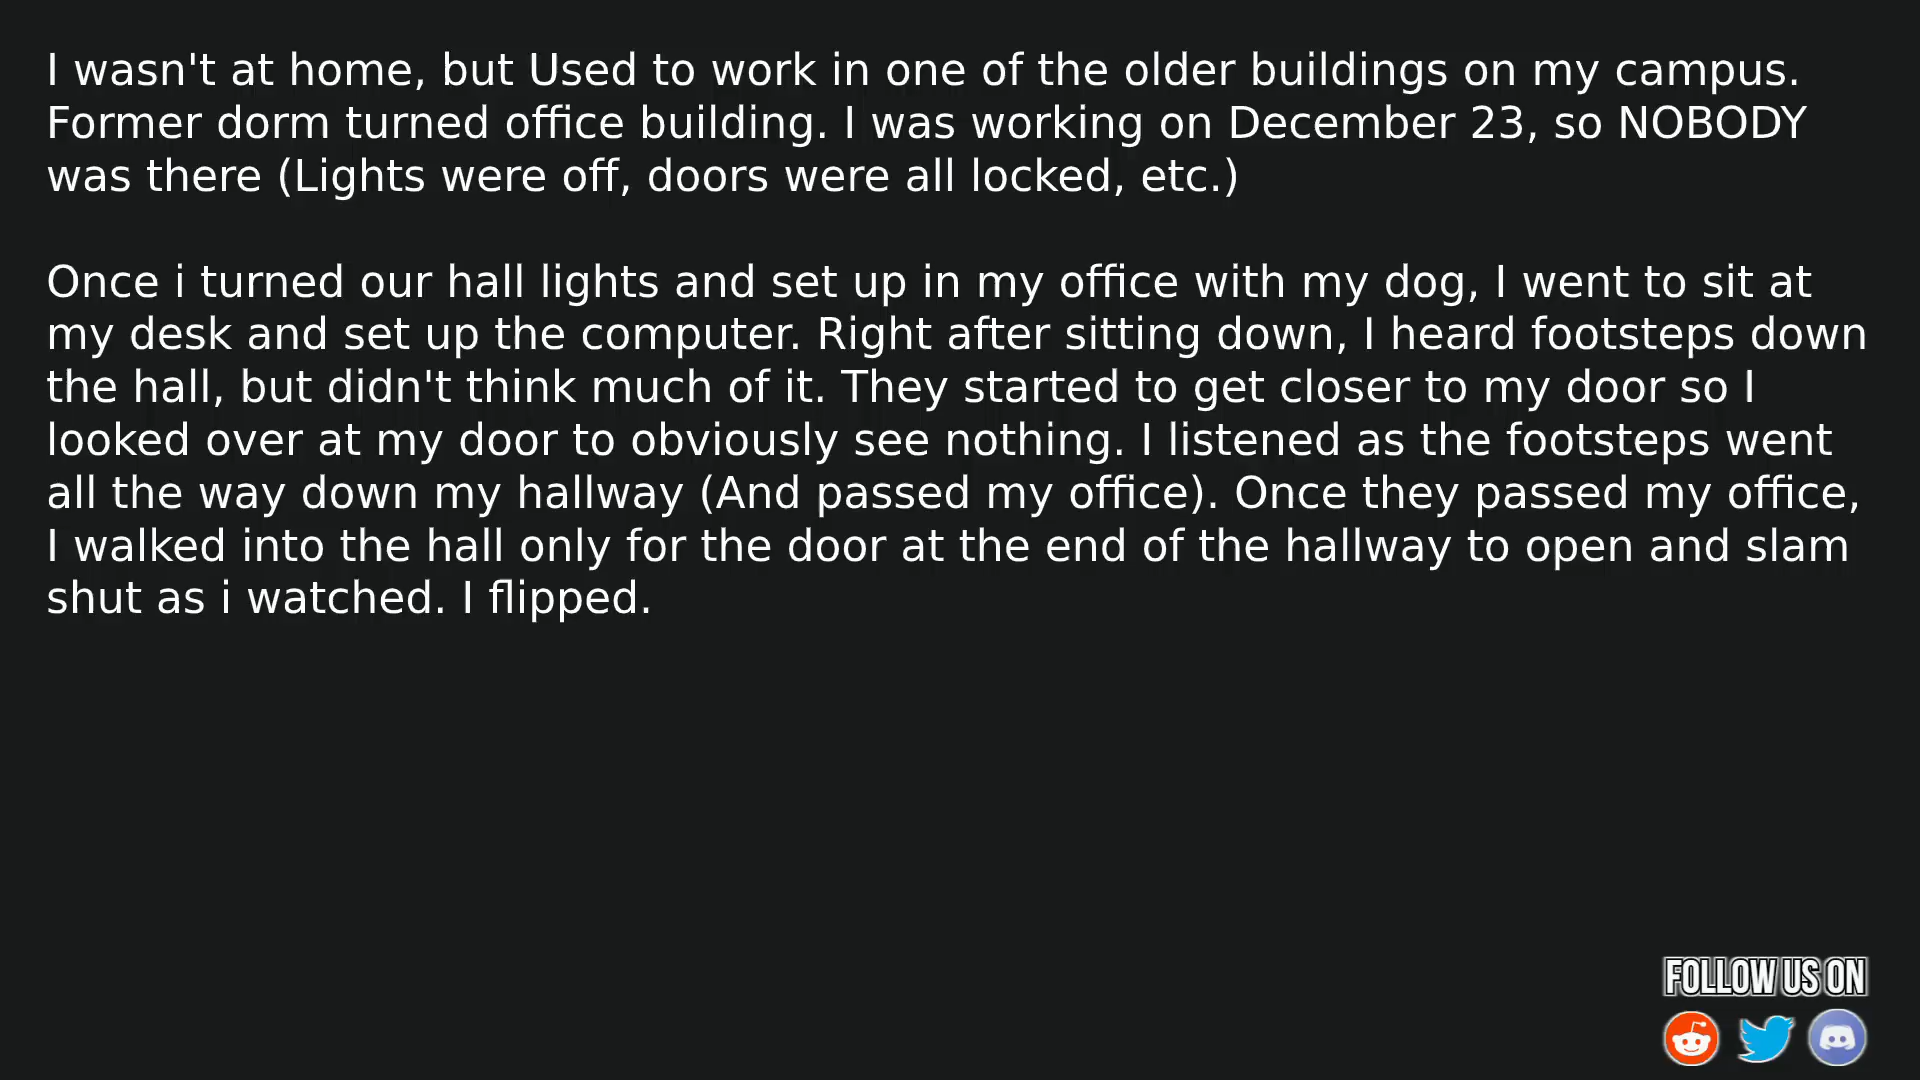 I wasn't at home, but Used to work in one of the older buildings on my campus.
Former dorm turned office building. I was working on December 23, so NOBODY
was there (Lights were off, doors were all locked, etc.)
Once i turned our hall lights and set up in my office with my dog, I went to sit at
my desk and set up the computer. Right after sitting down, I heard footsteps down
the hall, but didn't think much of it. They started to get closer to my door so I
looked over at my door to obviously see nothing. I listened as the footsteps went
all the way down my hallway (And passed my office). Once they passed my office,
I walked into the hall only for the door at the end of the hallway to open and slam
shut as i watched. I flipped.
FOLLOW US ON